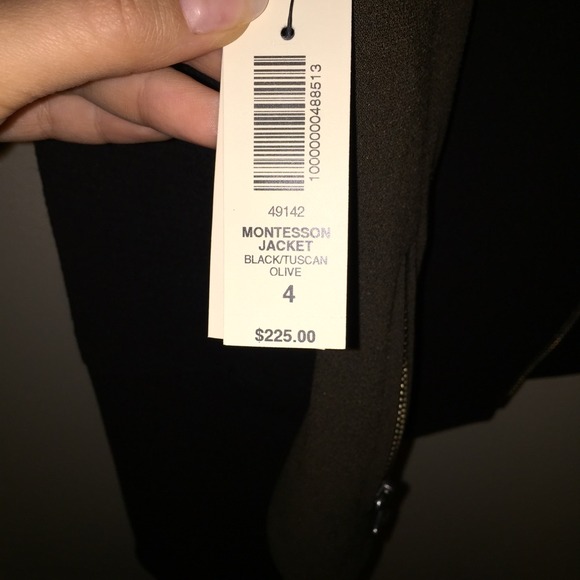 10000000488513
49142
MONTESSON
JACKET
BLACK/TUSCAN
OLIVE
4
$225.00